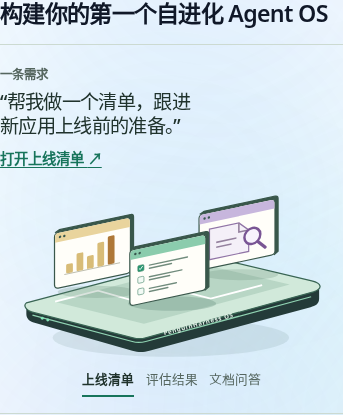 构建你的第一个自进化 Agent OS
一条需求
“帮我做一个清单，跟进
新应用上线前的准备。”
打开上线清单 ↗
PenguinHarness OS
上线清单 评估结果 文档问答